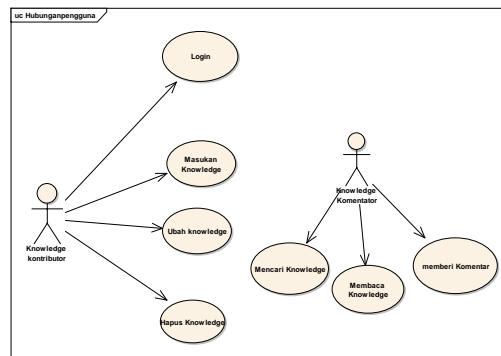 uc Hubunganpengguna
Login
Masukan
Knowledge
Ubah knowledge
Hapus Knowledge
Knowledge
kontributor
Knowledge
Komentator
Mencari Knowledge
Membaca
Knowledge
memberi Komentar